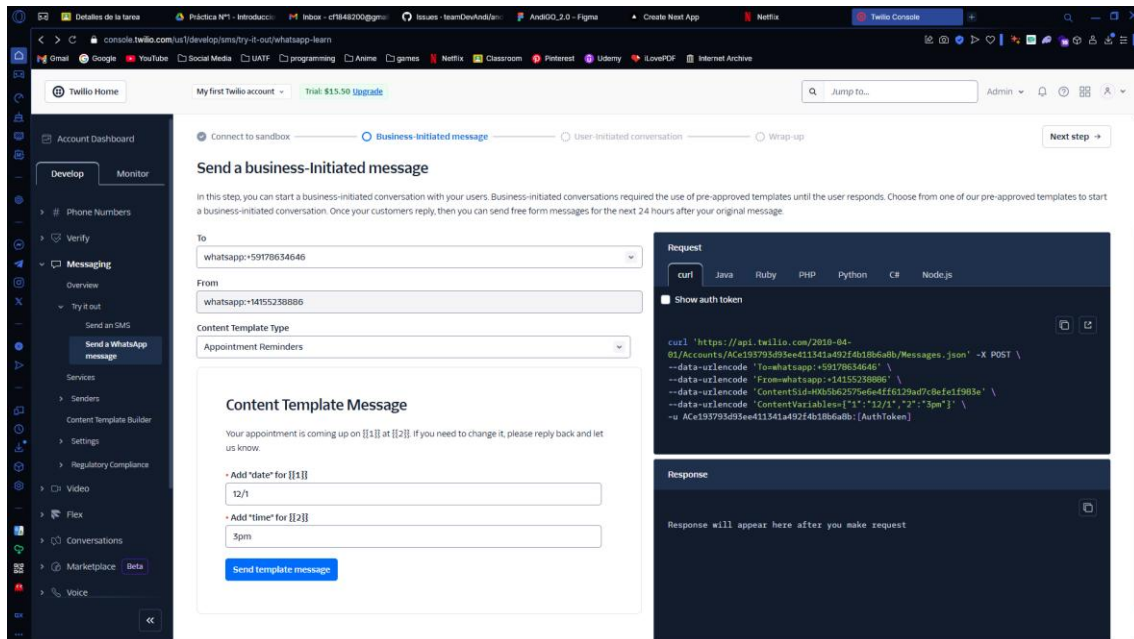 Detalles de la tarea
Práctica N°1 - Introducció
Inbox - cf1848200@gmai
Issues - teamDevAndi/an
AndiGO_2.0 – Figma
Create Next App
Netflix
Twilio Console
console.twilio.com/us1/develop/sms/try-it-out/whatsapp-learn
Gmail Google YouTube Social Media UATF programming Anime games Netflix Classroom Pinterest Udemy iLovePDF Internet Archive
Twilio Home
My first Twilio account
Trial: $15.50 Upgrade
Jump to...
Admin
Account Dashboard
Develop
Monitor
# Phone Numbers
Verify
Messaging
Overview
Try it out
Send an SMS
Send a WhatsApp
message
Services
Senders
Content Template Builder
Settings
Regulatory Compliance
Video
Flex
Conversations
Marketplace Beta
Voice
Connect to sandbox
Business-Initiated message
User-Initiated conversation
Wrap-up
Next step →
Send a business-Initiated message
In this step, you can start a business-initiated conversation with your users. Business-initiated conversations required the use of pre-approved templates until the user responds. Choose from one of our pre-approved templates to start
a business-initiated conversation. Once your customers reply, then you can send free form messages for the next 24 hours after your original message.
To
whatsapp:+59178634646
From
whatsapp:+14155238886
Content Template Type
Appointment Reminders
Content Template Message
Your appointment is coming up on {{1}} at {{2}}. If you need to change it, please reply back and let
us know.
• Add "date" for {{1}}
12/1
• Add "time" for {{2}}
3pm
Send template message
Request
curl Java Ruby PHP Python C# Node.js
Show auth token
curl 'https://api.twilio.com/2010-04-
01/Accounts/ACe193793d93ee411341a492f4b18b6a8b/Messages.json' -X POST \
--data-urlencode 'To=whatsapp:+59178634646' \
--data-urlencode 'From=whatsapp:+14155238886' \
--data-urlencode 'ContentSid=HXb5b62575e6e4ff6129ad7c8efe1f983e' \
--data-urlencode 'ContentVariables={"1":"12/1","2":"3pm"}' \
-u ACe193793d93ee411341a492f4b18b6a8b:[AuthToken]
Response
Response will appear here after you make request